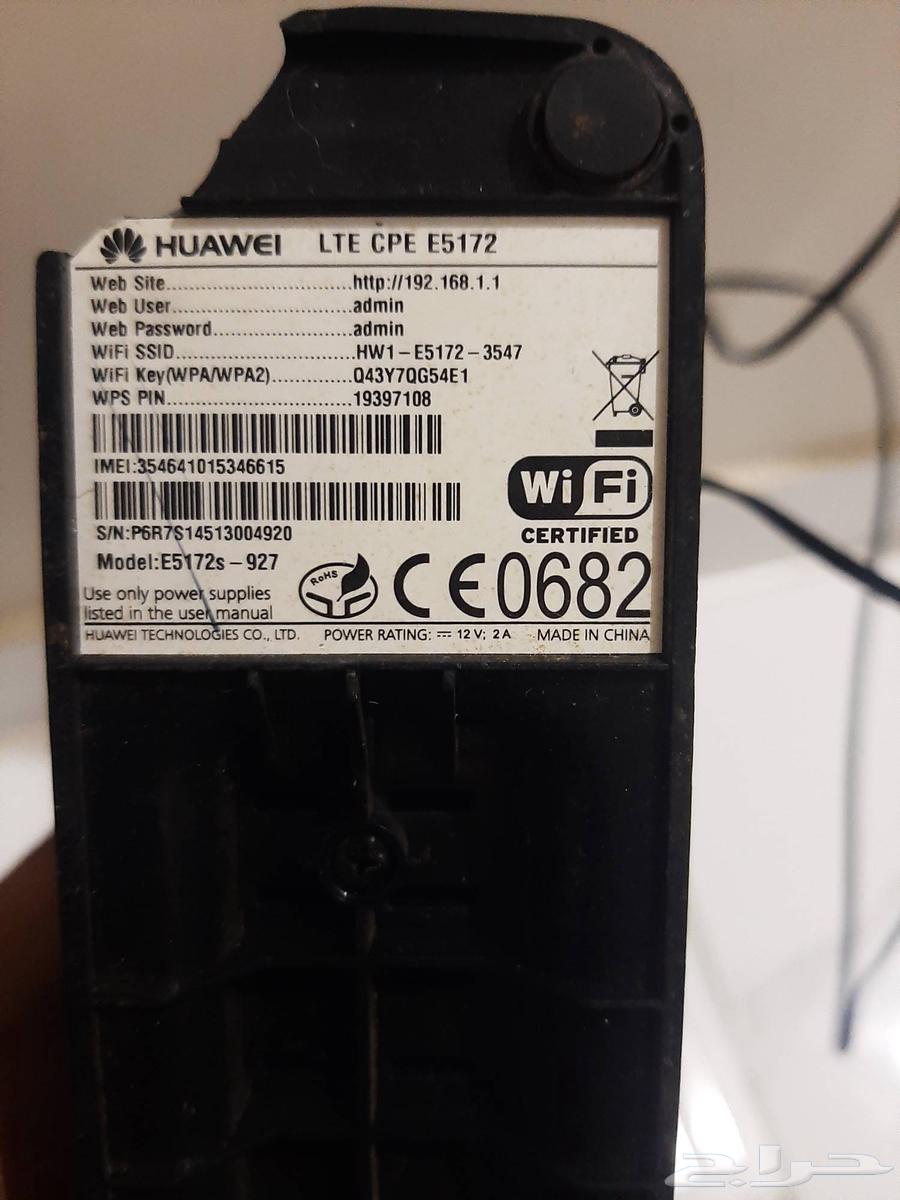 HUAWEI LTE CPE E5172
Web Site..............................http://192.168.1.1
Web User.............................admin
Web Password......................admin
WiFi SSID.............................HW1-E5172-3547
WiFi Key(WPA/WPA2).............Q43Y7QG54E1
WPS PIN..............................19397108
IMEI:354641015346615
S/N:P6R7S14513004920
WiFi
CERTIFIED
Model:E5172s-927
RoHS
CE0682
Use only power supplies
listed in the user manual
HUAWEI TECHNOLOGIES CO., LTD. POWER RATING: ⎓ 12 V; 2 A MADE IN CHINA
حراج